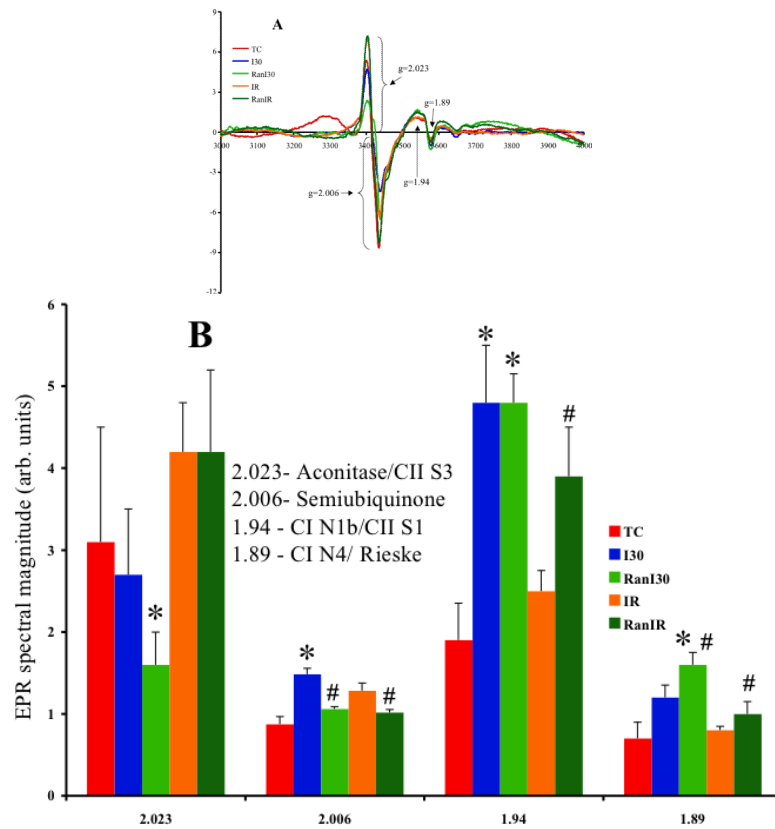 A
9
6
3
0
-3
-6
-9
-12
TC
I30
RanI30
IR
RanIR
g=2.023
g=1.89
3000 3100 3200 3300 3400 3500 3600 3700 3800 3900 4000
g=1.94
g=2.006
B
EPR spectral magnitude (arb. units)
6
5
4
3
2
1
0
* * * * * # # # # #
2.023- Aconitase/CII S3
2.006- Semiubiquinone
1.94 - CI N1b/CII S1
1.89 - CI N4/ Rieske
TC
I30
RanI30
IR
RanIR
2.023 2.006 1.94 1.89